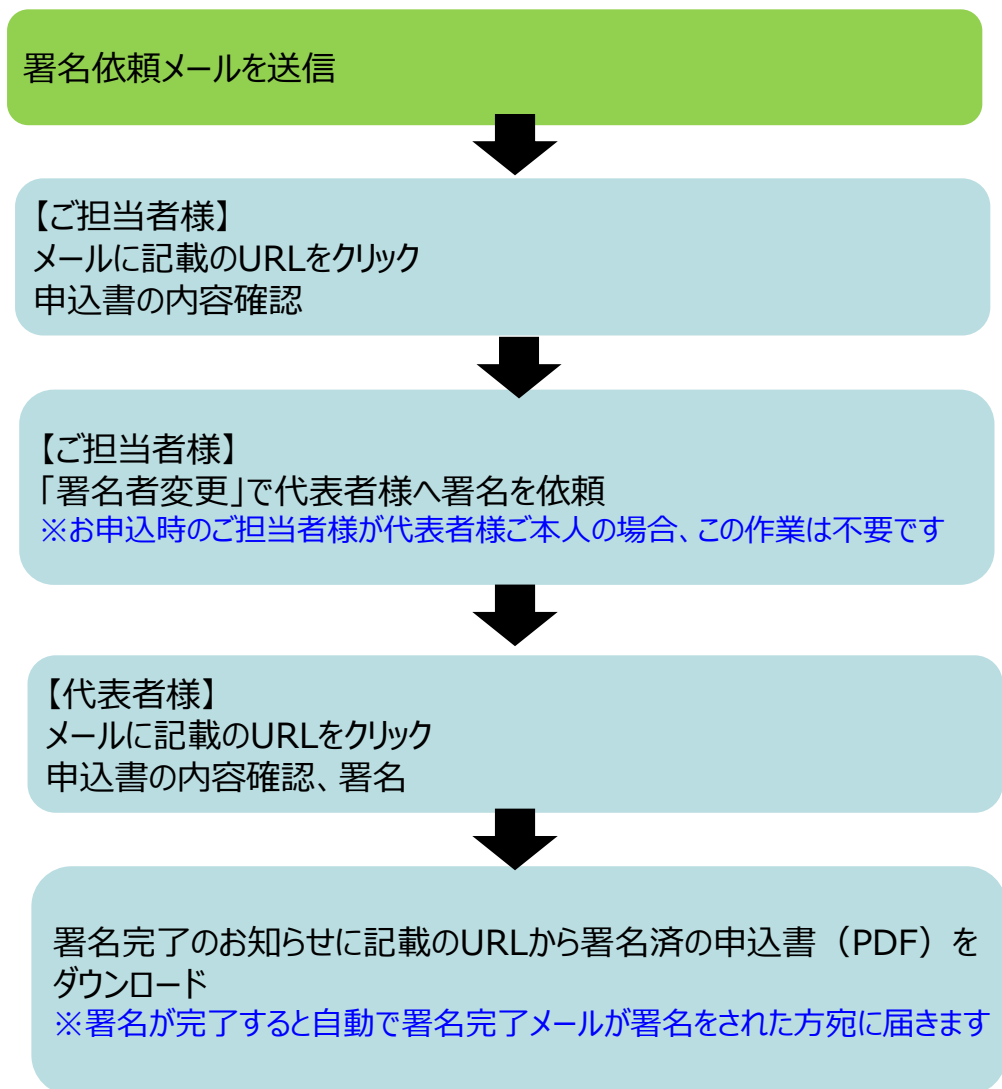 署名依頼メールを送信
【ご担当者様】
メールに記載のURLをクリック
申込書の内容確認
【ご担当者様】
「署名者変更」で代表者様へ署名を依頼
※お申込時のご担当者様が代表者様ご本人の場合、この作業は不要です
【代表者様】
メールに記載のURLをクリック
申込書の内容確認、署名
署名完了のお知らせに記載のURLから署名済の申込書（PDF）を
ダウンロード
※署名が完了すると自動で署名完了メールが署名をされた方宛に届きます